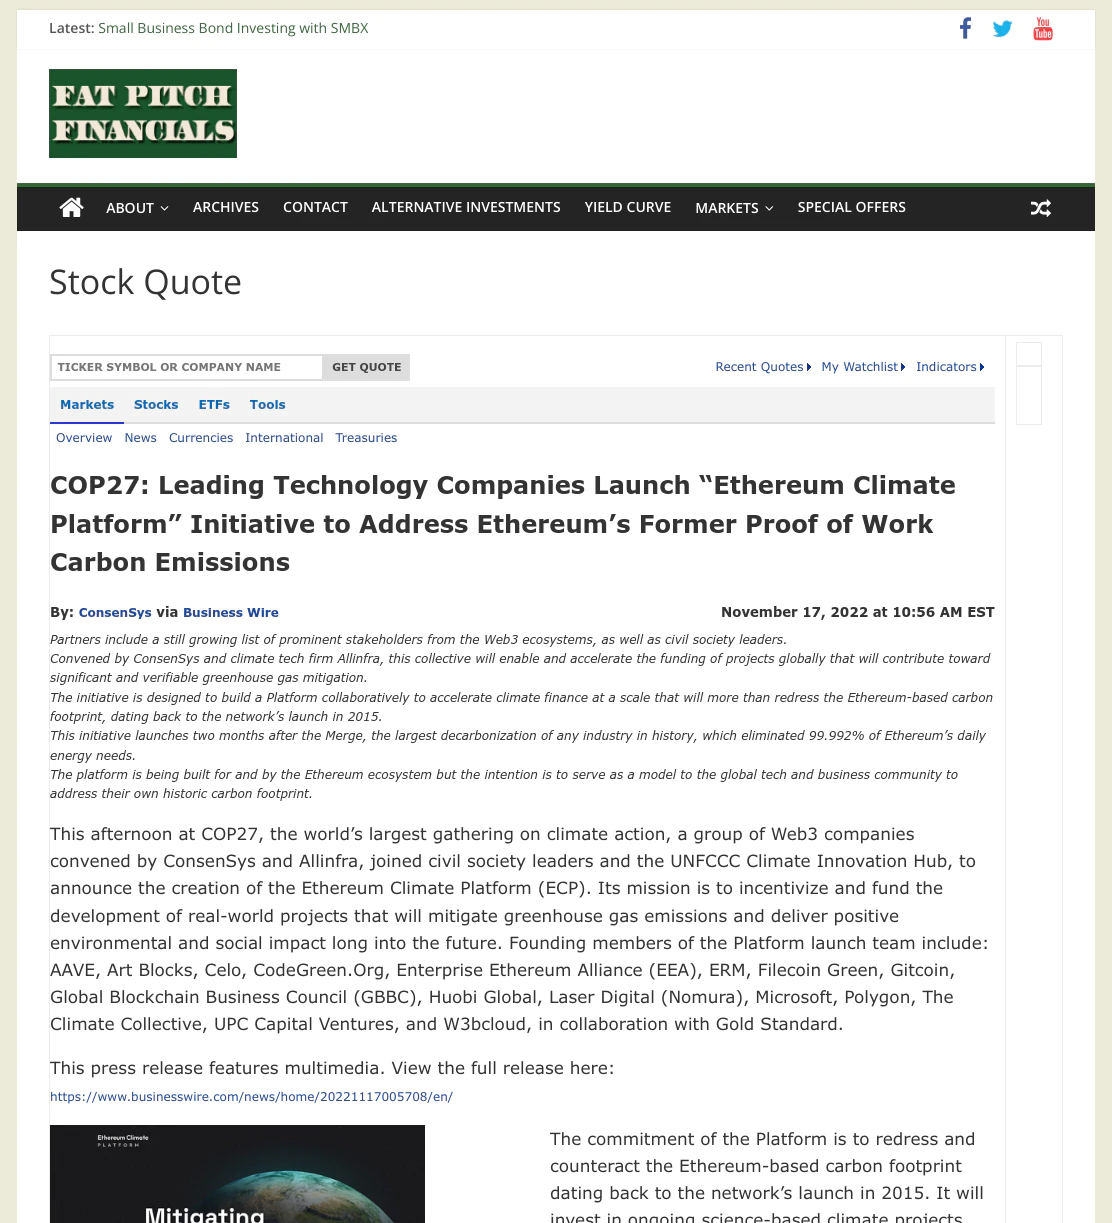 Latest: Small Business Bond Investing with SMBX
You
Tube
FAT PITCH
FINANCIALS
ABOUT ARCHIVES CONTACT ALTERNATIVE INVESTMENTS YIELD CURVE MARKETS SPECIAL OFFERS
Stock Quote
TICKER SYMBOL OR COMPANY NAME GET QUOTE Recent Quotes My Watchlist Indicators
Markets Stocks ETFs Tools
Overview News Currencies International Treasuries
COP27: Leading Technology Companies Launch “Ethereum Climate
Platform” Initiative to Address Ethereum’s Former Proof of Work
Carbon Emissions
By: ConsenSys via Business Wire November 17, 2022 at 10:56 AM EST
Partners include a still growing list of prominent stakeholders from the Web3 ecosystems, as well as civil society leaders.
Convened by ConsenSys and climate tech firm Allinfra, this collective will enable and accelerate the funding of projects globally that will contribute toward
significant and verifiable greenhouse gas mitigation.
The initiative is designed to build a Platform collaboratively to accelerate climate finance at a scale that will more than redress the Ethereum-based carbon
footprint, dating back to the network’s launch in 2015.
This initiative launches two months after the Merge, the largest decarbonization of any industry in history, which eliminated 99.992% of Ethereum’s daily
energy needs.
The platform is being built for and by the Ethereum ecosystem but the intention is to serve as a model to the global tech and business community to
address their own historic carbon footprint.
This afternoon at COP27, the world’s largest gathering on climate action, a group of Web3 companies
convened by ConsenSys and Allinfra, joined civil society leaders and the UNFCCC Climate Innovation Hub, to
announce the creation of the Ethereum Climate Platform (ECP). Its mission is to incentivize and fund the
development of real-world projects that will mitigate greenhouse gas emissions and deliver positive
environmental and social impact long into the future. Founding members of the Platform launch team include:
AAVE, Art Blocks, Celo, CodeGreen.Org, Enterprise Ethereum Alliance (EEA), ERM, Filecoin Green, Gitcoin,
Global Blockchain Business Council (GBBC), Huobi Global, Laser Digital (Nomura), Microsoft, Polygon, The
Climate Collective, UPC Capital Ventures, and W3bcloud, in collaboration with Gold Standard.
This press release features multimedia. View the full release here:
https://www.businesswire.com/news/home/20221117005708/en/
Ethereum Climate
PLATFORM
Mitigating
The commitment of the Platform is to redress and
counteract the Ethereum-based carbon footprint
dating back to the network’s launch in 2015. It will
invest in ongoing science-based climate projects